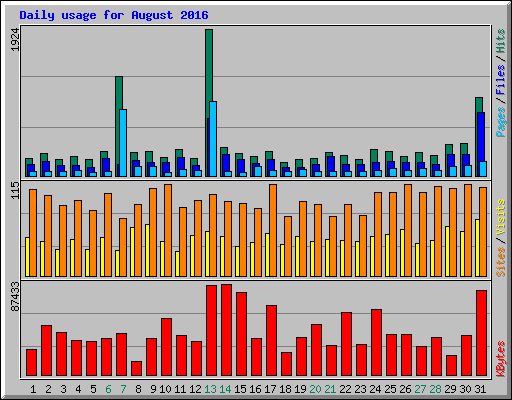 Daily usage for August 2016
1924
Pages / Files / Hits
115
Sites / Visits
87433
KBytes
1 2 3 4 5 6 7 8 9 10 11 12 13 14 15 16 17 18 19 20 21 22 23 24 25 26 27 28 29 30 31